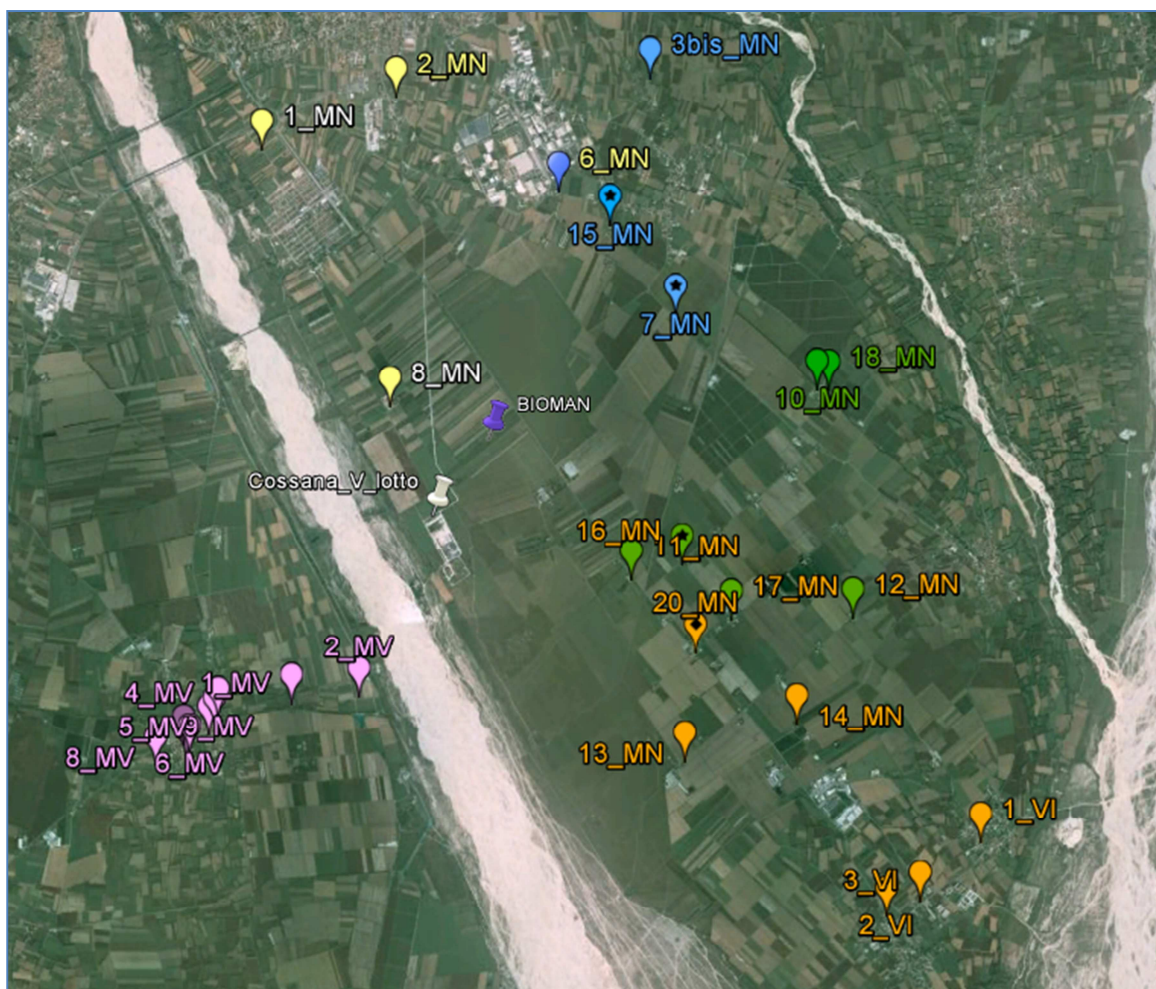 3bis_MN
2_MN
1_MN
6_MN
15_MN
7_MN
18_MN
10_MN
8_MN
BIOMAN
Cossana_V_lotto
16_MN
11_MN
17_MN
12_MN
20_MN
2_MV
1_MV
4_MV
14_MN
5_MV
9_MV
13_MN
8_MV
6_MV
1_VI
3_VI
2_VI